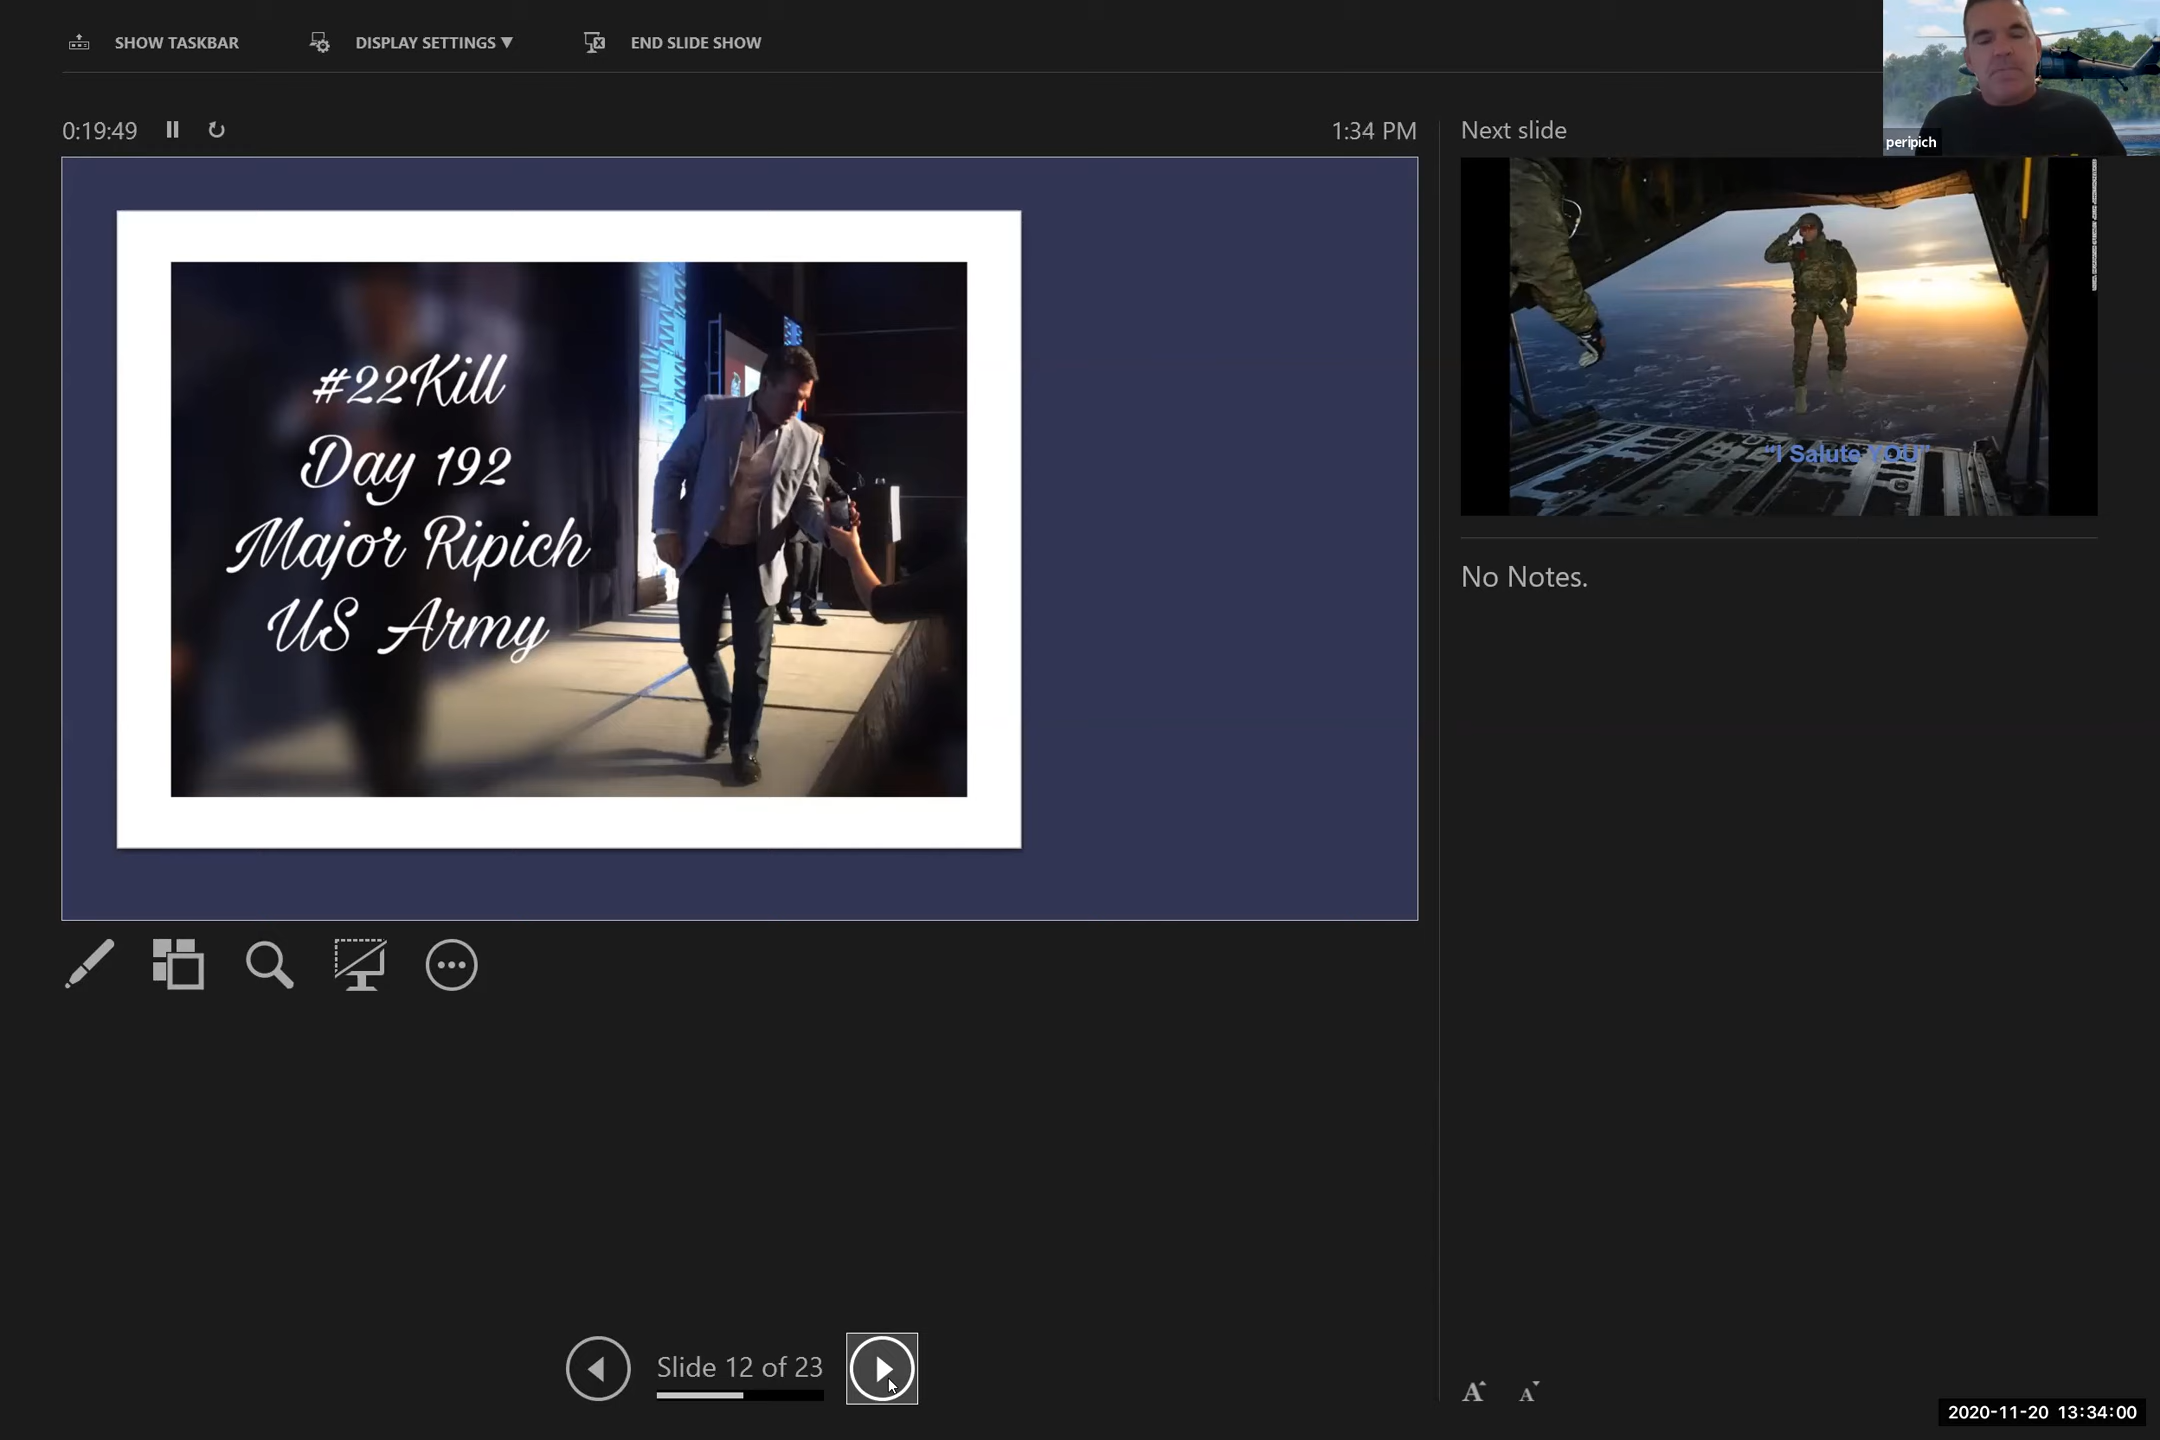 SHOW TASKBAR
DISPLAY SETTINGS ▼
END SLIDE SHOW
peripich
0:19:49
1:34 PM
Next slide
#22Kill
Day 192
Major Ripich
US Army
"I Salute YOU"
No Notes.
Slide 12 of 23
A A
2020-11-20 13:34:00